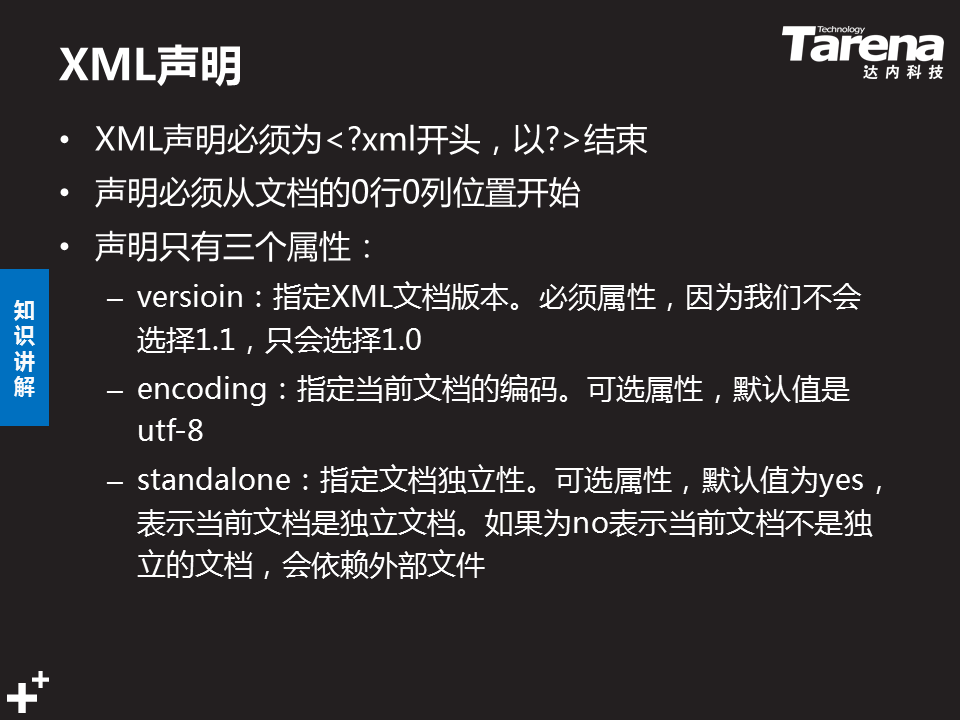 XML声明
Technology
Tarena
达内科技
• XML声明必须为<?xml开头，以?>结束
• 声明必须从文档的0行0列位置开始
• 声明只有三个属性：
– versioin：指定XML文档版本。必须属性，因为我们不会
选择1.1，只会选择1.0
– encoding：指定当前文档的编码。可选属性，默认值是
utf-8
– standalone：指定文档独立性。可选属性，默认值为yes，
表示当前文档是独立文档。如果为no表示当前文档不是独
立的文档，会依赖外部文件
知
识
讲
解